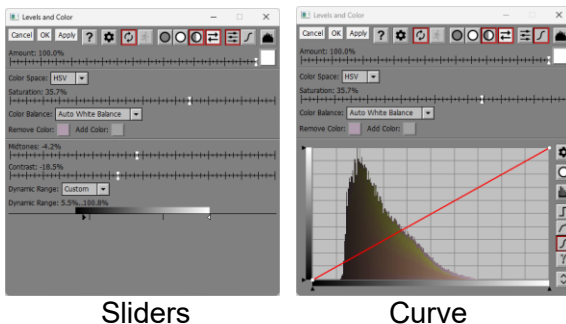 Levels and Color
Cancel OK Apply ?
Amount: 100.0%
Color Space: HSV
Saturation: 35.7%
Color Balance: Auto White Balance
Remove Color: Add Color:
Midtones: -4.2%
Contrast: -18.5%
Dynamic Range: Custom
Dynamic Range: 5.5%..100.8%
Sliders
Levels and Color
Cancel OK Apply ?
Amount: 100.0%
Color Space: HSV
Saturation: 35.7%
Color Balance: Auto White Balance
Remove Color: Add Color:
Curve